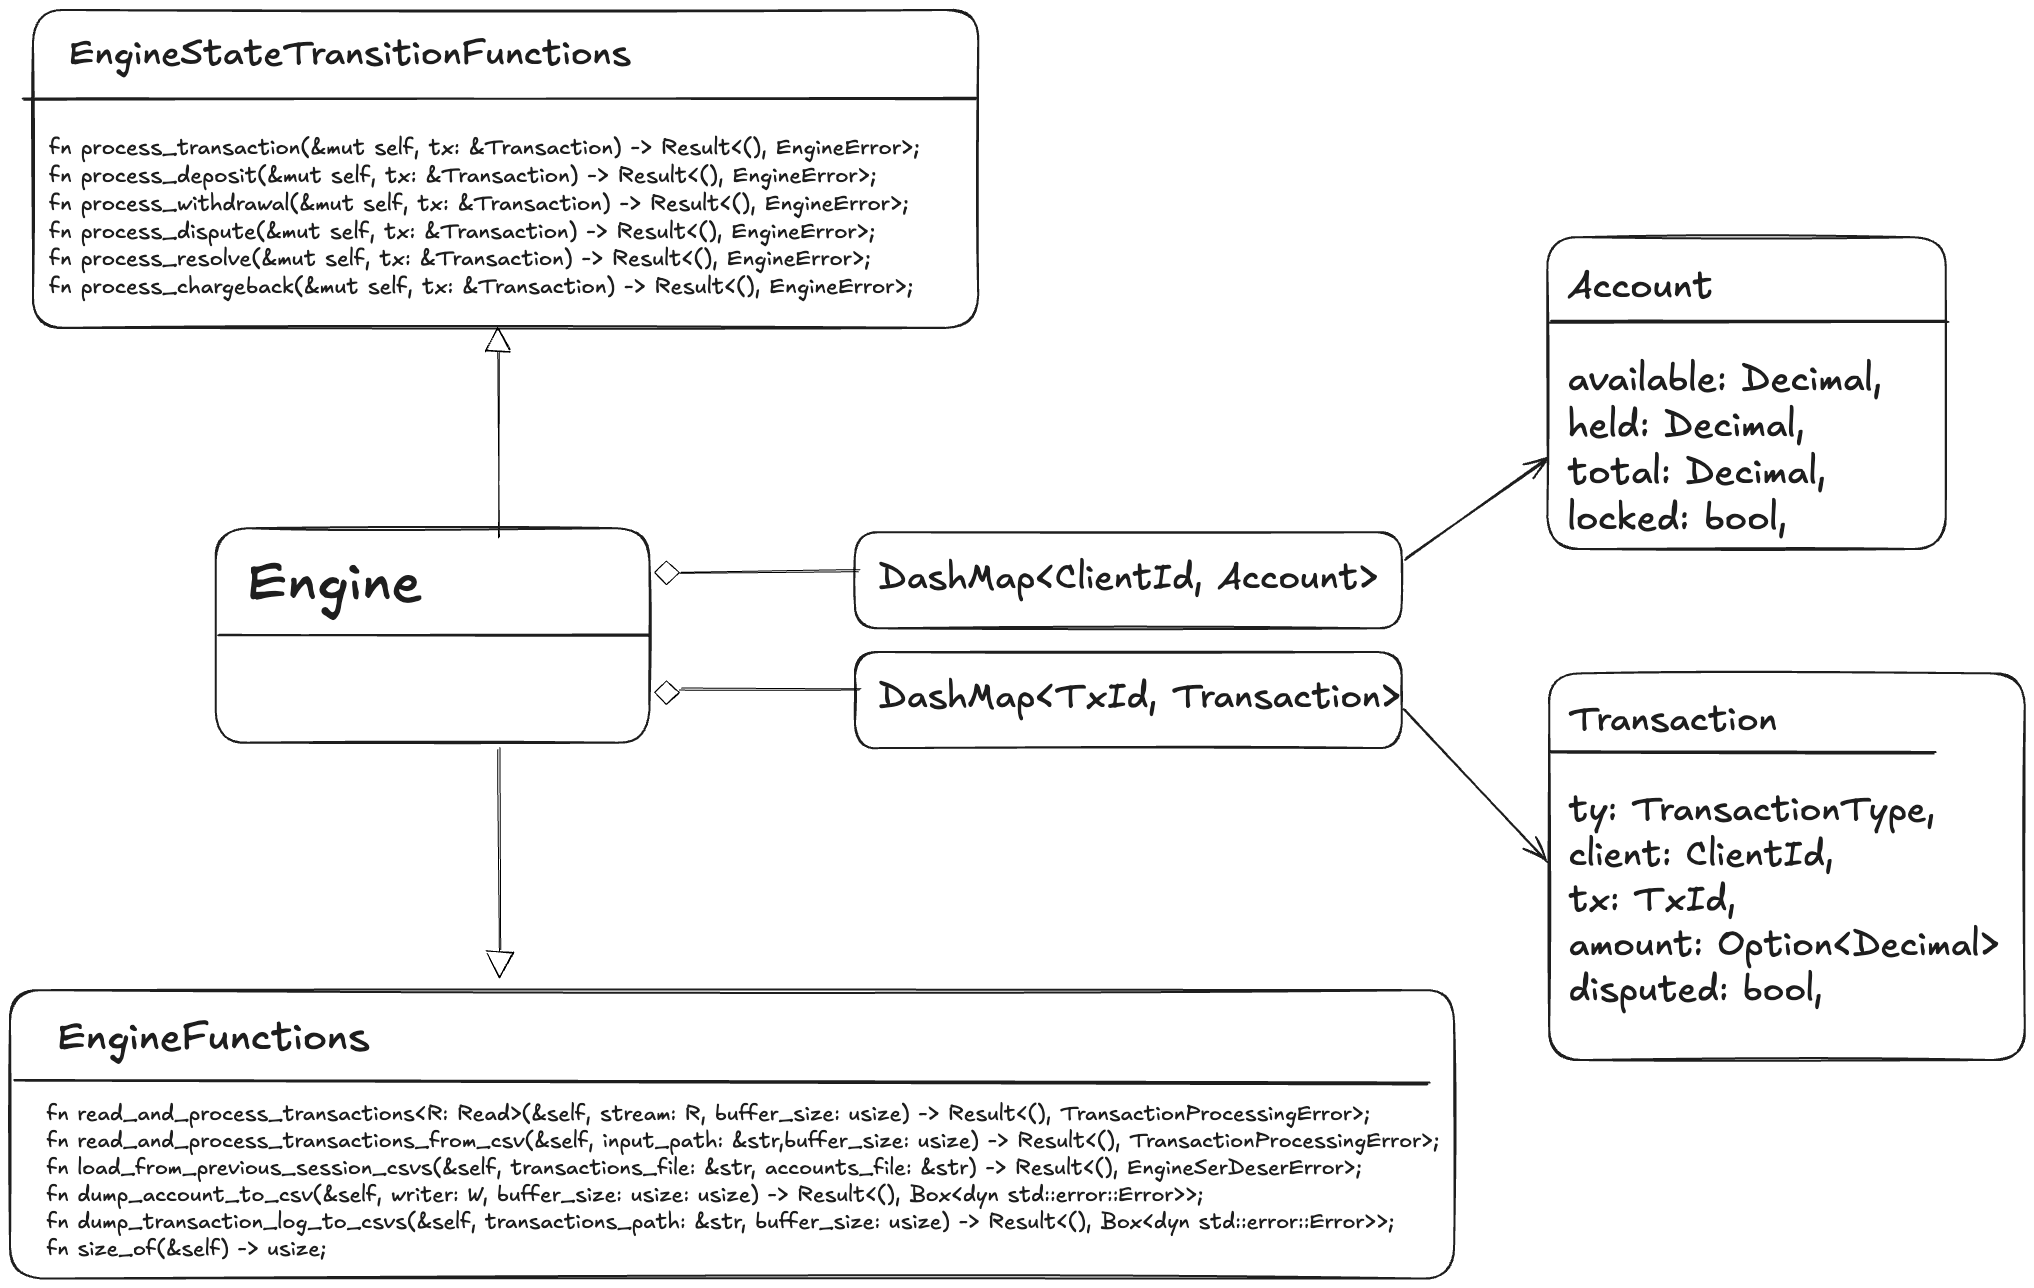 EngineStateTransitionFunctions
fn process_transaction(&mut self, tx: &Transaction) -> Result<(), EngineError>;
fn process_deposit(&mut self, tx: &Transaction) -> Result<(), EngineError>;
fn process_withdrawal(&mut self, tx: &Transaction) -> Result<(), EngineError>;
fn process_dispute(&mut self, tx: &Transaction) -> Result<(), EngineError>;
fn process_resolve(&mut self, tx: &Transaction) -> Result<(), EngineError>;
fn process_chargeback(&mut self, tx: &Transaction) -> Result<(), EngineError>;
Account
available: Decimal,
held: Decimal,
total: Decimal,
locked: bool,
Engine
DashMap<ClientId, Account>
DashMap<TxId, Transaction>
Transaction
ty: TransactionType,
client: ClientId,
tx: TxId,
amount: Option<Decimal>
disputed: bool,
EngineFunctions
fn read_and_process_transactions<R: Read>(&self, stream: R, buffer_size: usize) -> Result<(), TransactionProcessingError>;
fn read_and_process_transactions_from_csv(&self, input_path: &str,buffer_size: usize) -> Result<(), TransactionProcessingError>;
fn load_from_previous_session_csvs(&self, transactions_file: &str, accounts_file: &str) -> Result<(), EngineSerDeserError>;
fn dump_account_to_csv(&self, writer: W, buffer_size: usize: usize) -> Result<(), Box<dyn std::error::Error>>;
fn dump_transaction_log_to_csvs(&self, transactions_path: &str, buffer_size: usize) -> Result<(), Box<dyn std::error::Error>>;
fn size_of(&self) -> usize;